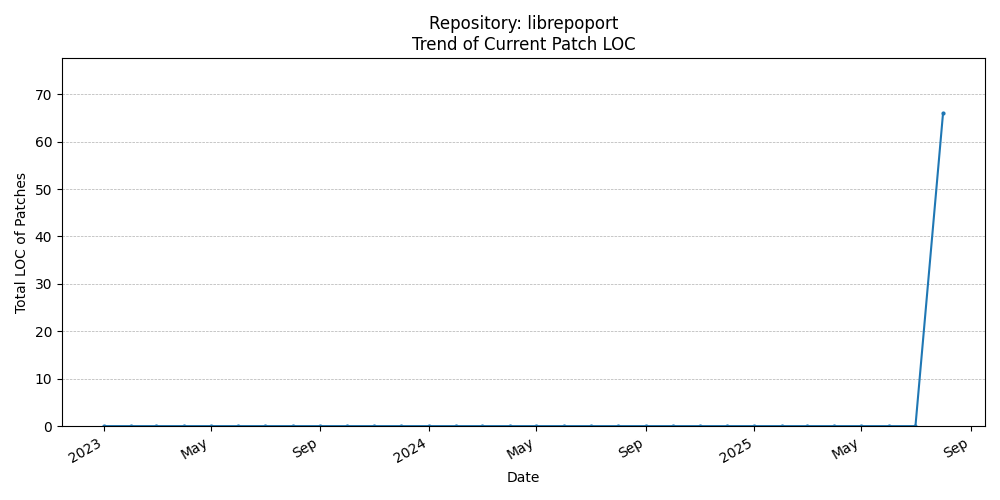 Repository: librepoport
Trend of Current Patch LOC
Total LOC of Patches
70
60
50
40
30
20
10
0
2023
May
Sep
2024
May
Sep
2025
May
Sep
Date